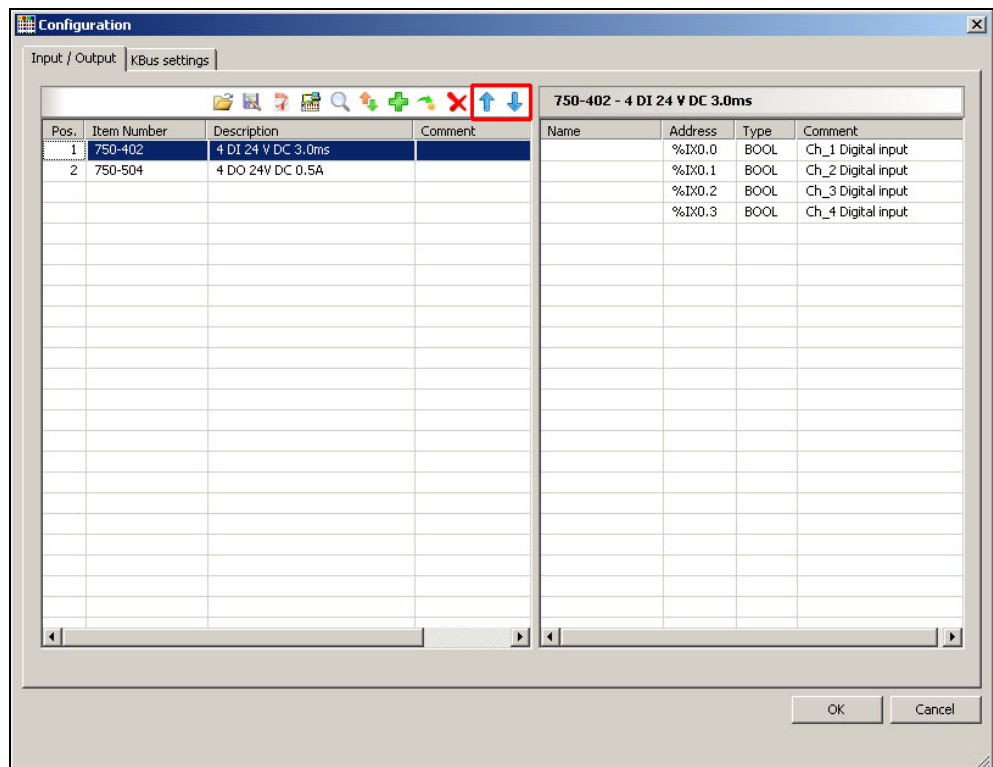 Configuration
Input / Output KBus settings
750-402 - 4 DI 24 V DC 3.0ms
Pos. Item Number Description Comment Name Address Type Comment
1 750-402 4 DI 24 V DC 3.0ms %IX0.0 BOOL Ch_1 Digital input
2 750-504 4 DO 24V DC 0.5A %IX0.1 BOOL Ch_2 Digital input
%IX0.2 BOOL Ch_3 Digital input
%IX0.3 BOOL Ch_4 Digital input
OK Cancel